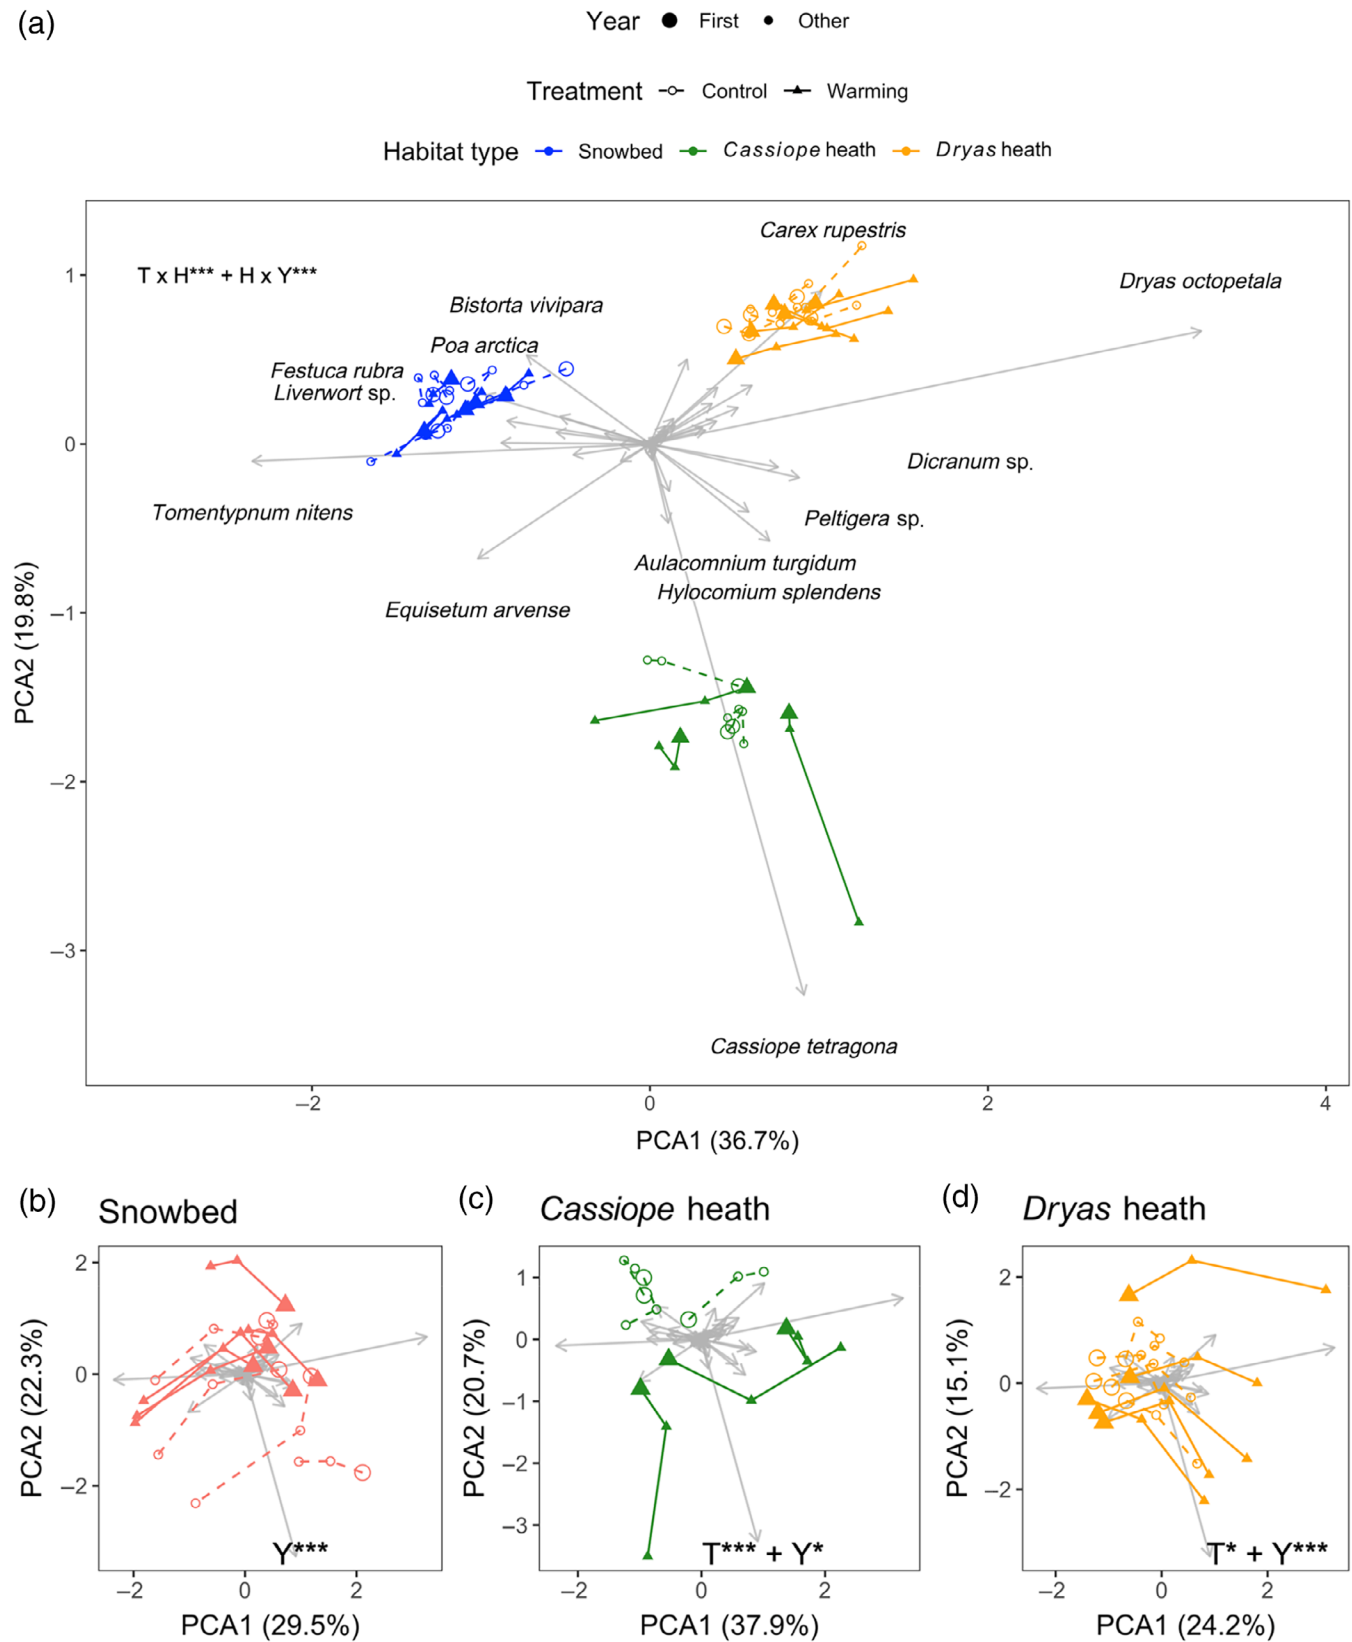 (a)
Year First Other
Treatment Control Warming
Habitat type Snowbed Cassiope heath Dryas heath
Carex rupestris
T x H*** + H x Y***
Dryas octopetala
Bistorta vivipara
Poa arctica
Festuca rubra
Liverwort sp.
Dicranum sp.
Tomentypnum nitens
Peltigera sp.
Aulacomnium turgidum
Hylocomium splendens
Equisetum arvense
Cassiope tetragona
1
0
−1
−2
−3
PCA2 (19.8%)
−2 0 2 4
PCA1 (36.7%)
(b) Snowbed
2
0
−2
PCA2 (22.3%)
Y***
−2 0 2
PCA1 (29.5%)
(c) Cassiope heath
1
0
−1
−2
−3
PCA2 (20.7%)
T*** + Y*
−2 0 2
PCA1 (37.9%)
(d) Dryas heath
2
0
−2
PCA2 (15.1%)
T* + Y***
−2 0 2
PCA1 (24.2%)